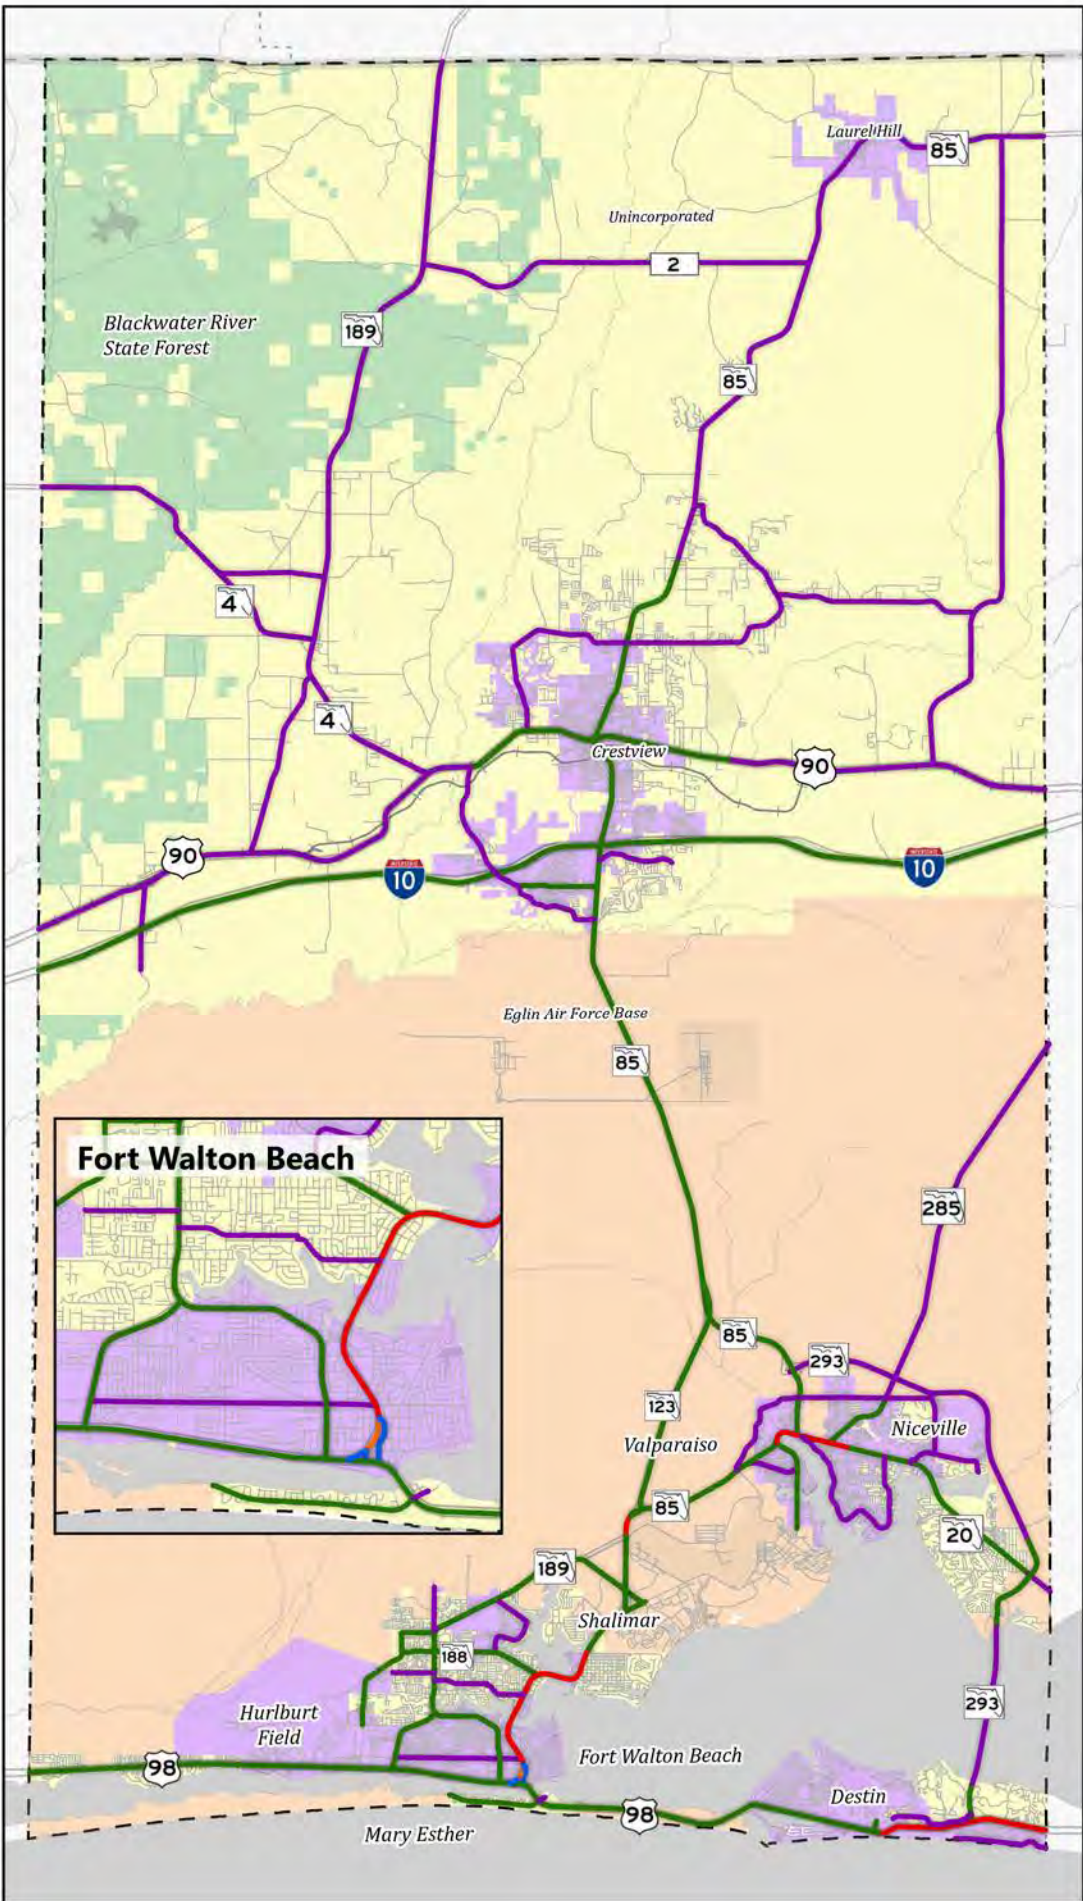 Laurel Hill
85
Unincorporated
2
Blackwater River
State Forest
189
85
4
4
Crestview
90
90
INTERSTATE
10
INTERSTATE
10
Eglin Air Force Base
85
Fort Walton Beach
285
85
293
123
Niceville
Valparaiso
85
20
189
Shalimar
188
293
Hurlburt
Field
Fort Walton Beach
98
Destin
98
Mary Esther